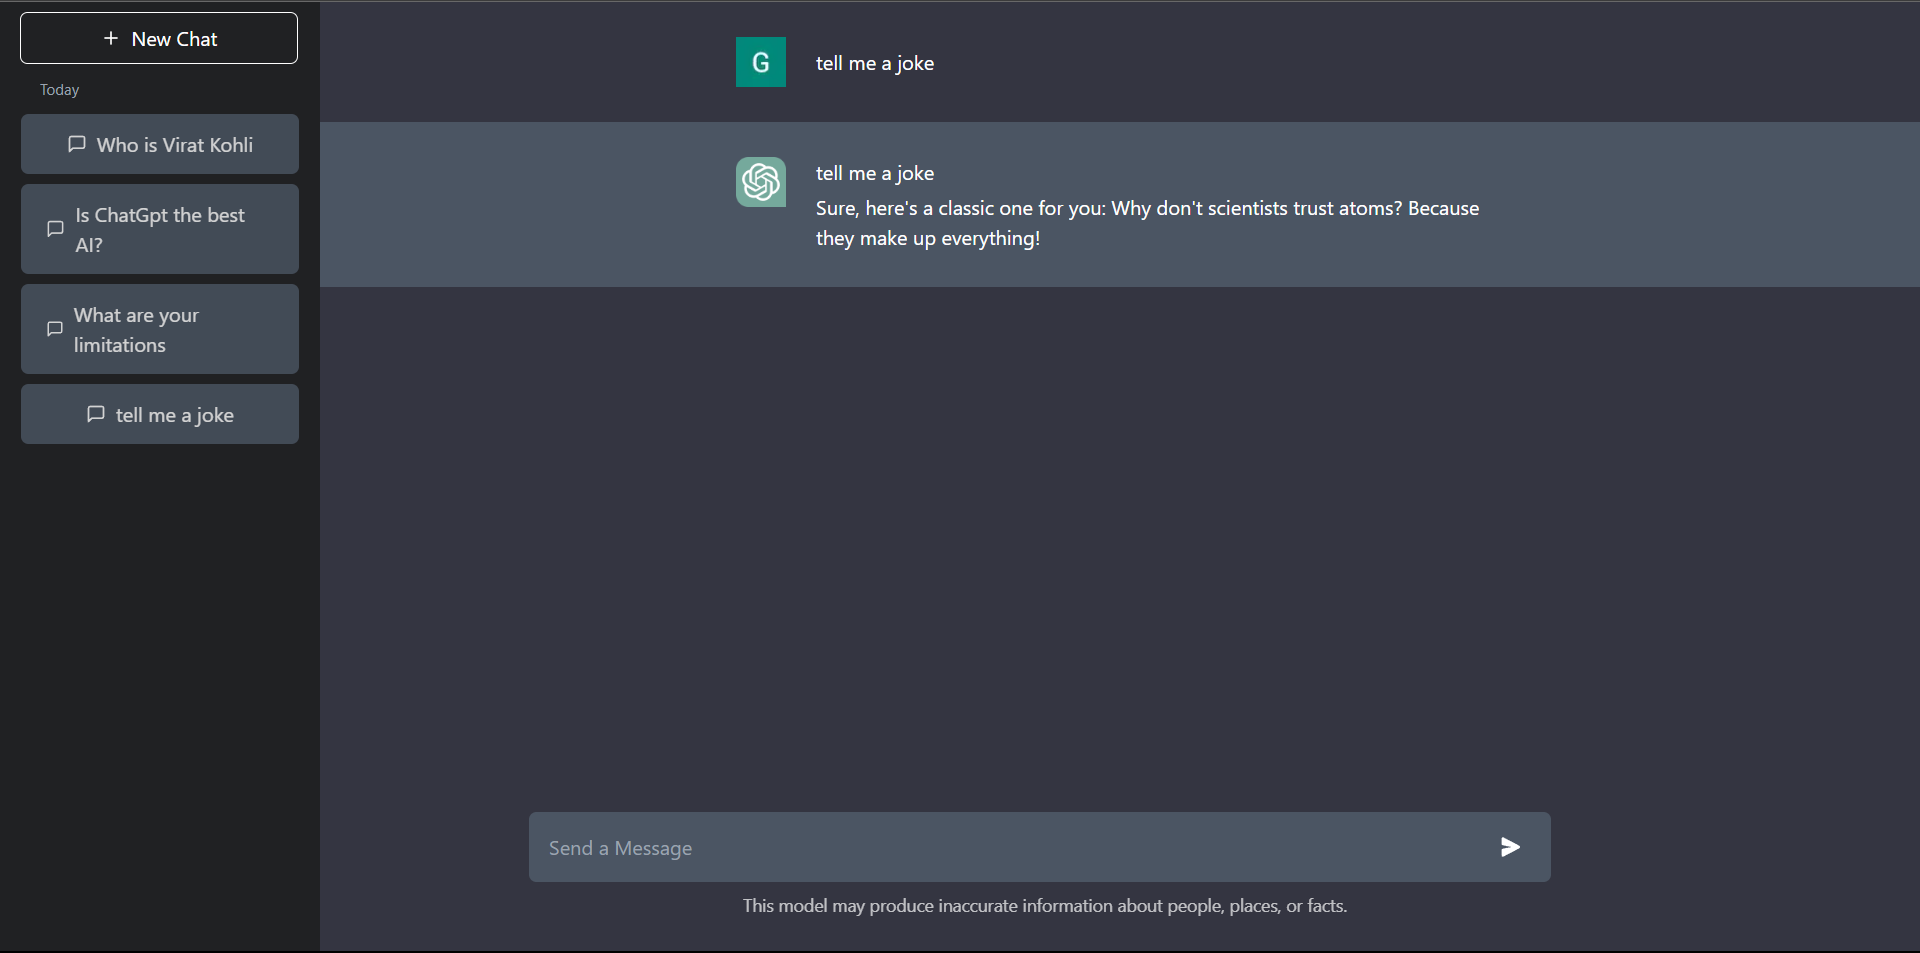 New Chat
Today
Who is Virat Kohli
Is ChatGpt the best
AI?
What are your
limitations
tell me a joke
G
tell me a joke
tell me a joke
Sure, here's a classic one for you: Why don't scientists trust atoms? Because
they make up everything!
Send a Message
This model may produce inaccurate information about people, places, or facts.